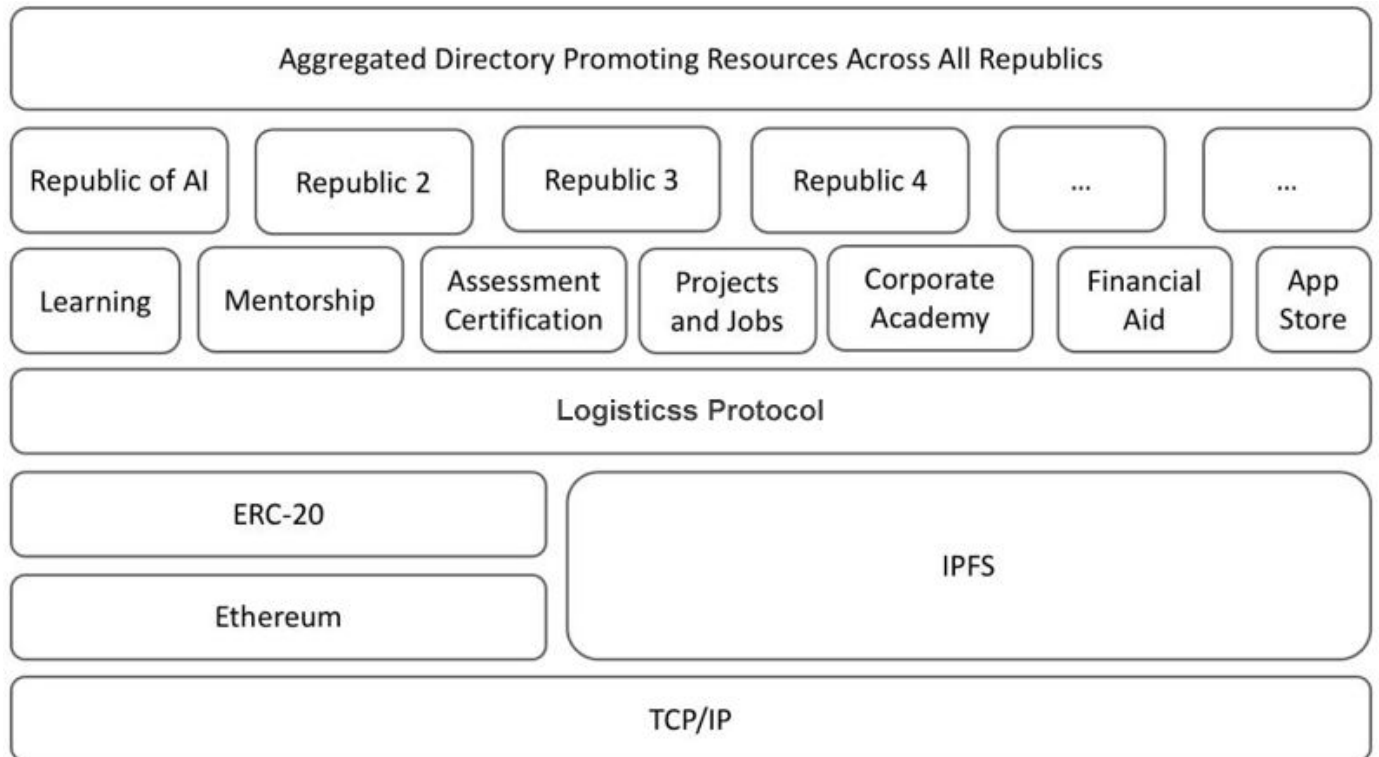 Aggregated Directory Promoting Resources Across All Republics
Republic of AI
Republic 2
Republic 3
Republic 4
...
...
Learning
Mentorship
Assessment
Certification
Projects
and Jobs
Corporate
Academy
Financial
Aid
App
Store
Logisticss Protocol
ERC-20
IPFS
Ethereum
TCP/IP